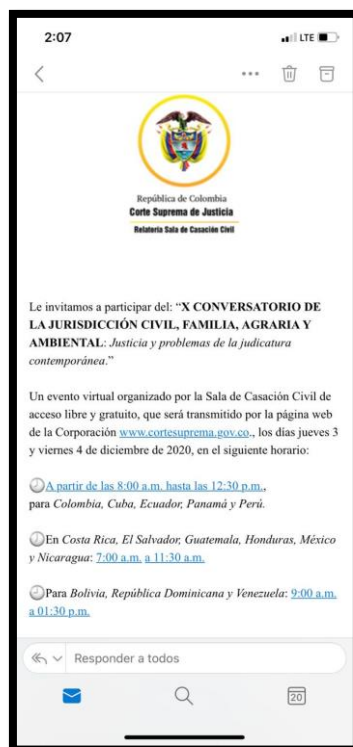 2:07
LTE
República de Colombia
Corte Suprema de Justicia
Relatoría Sala de Casación Civil
Le invitamos a participar del: “X CONVERSATORIO DE
LA JURISDICCIÓN CIVIL, FAMILIA, AGRARIA Y
AMBIENTAL: Justicia y problemas de la judicatura
contemporánea.”
Un evento virtual organizado por la Sala de Casación Civil de
acceso libre y gratuito, que será transmitido por la página web
de la Corporación www.cortesuprema.gov.co., los días jueves 3
y viernes 4 de diciembre de 2020, en el siguiente horario:
A partir de las 8:00 a.m. hasta las 12:30 p.m.,
para Colombia, Cuba, Ecuador, Panamá y Perú.
En Costa Rica, El Salvador, Guatemala, Honduras, México
y Nicaragua: 7:00 a.m. a 11:30 a.m.
Para Bolivia, República Dominicana y Venezuela: 9:00 a.m.
a 01:30 p.m.
Responder a todos
20